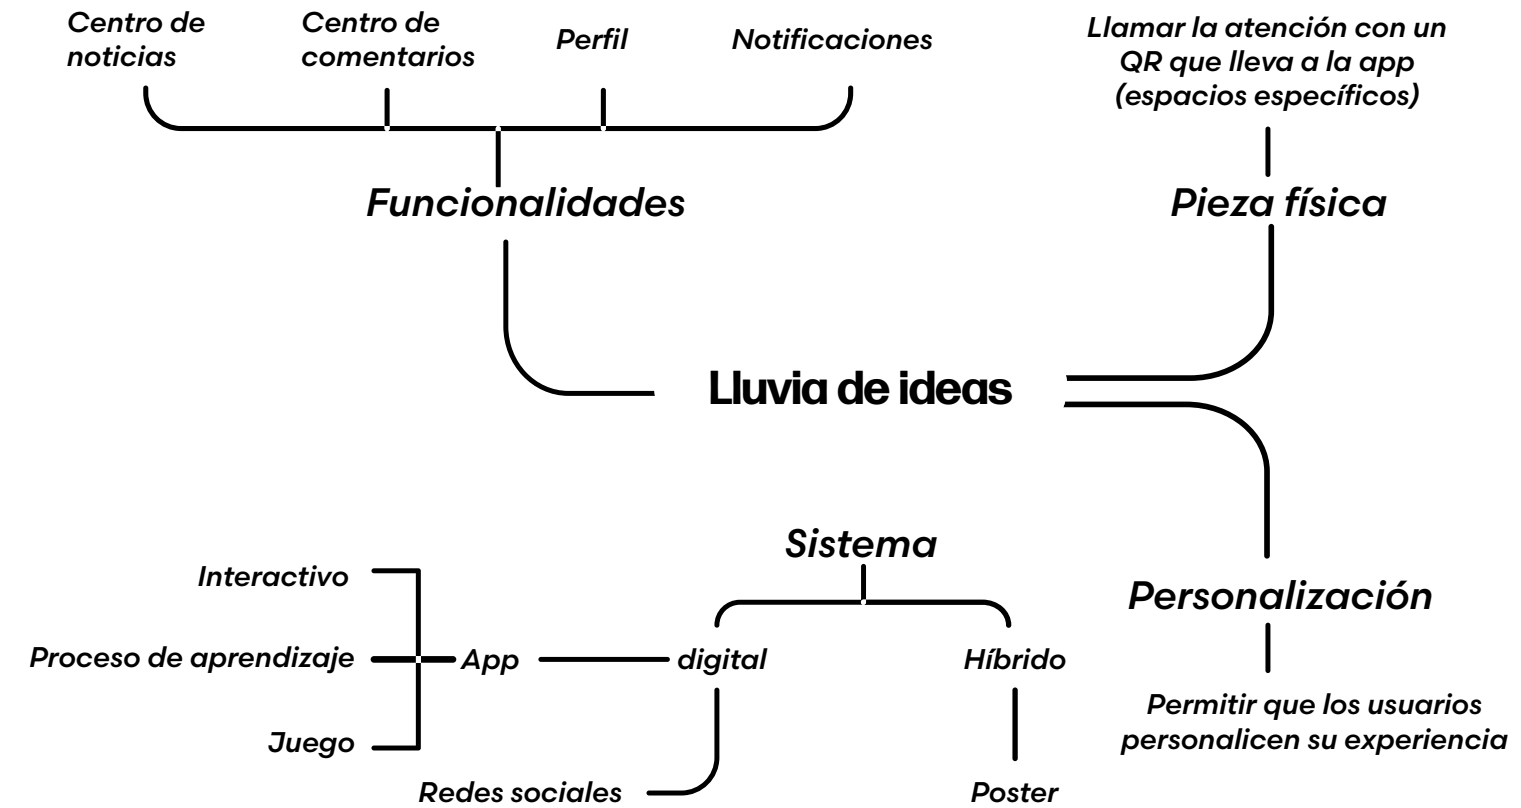 Centro de
noticias
Centro de
comentarios
Perfil
Notificaciones
Llamar la atención con un
QR que lleva a la app
(espacios específicos)
Funcionalidades
Pieza física
Lluvia de ideas
Sistema
Interactivo
Personalización
Proceso de aprendizaje
App
digital
Híbrido
Permitir que los usuarios
personalicen su experiencia
Juego
Redes sociales
Poster